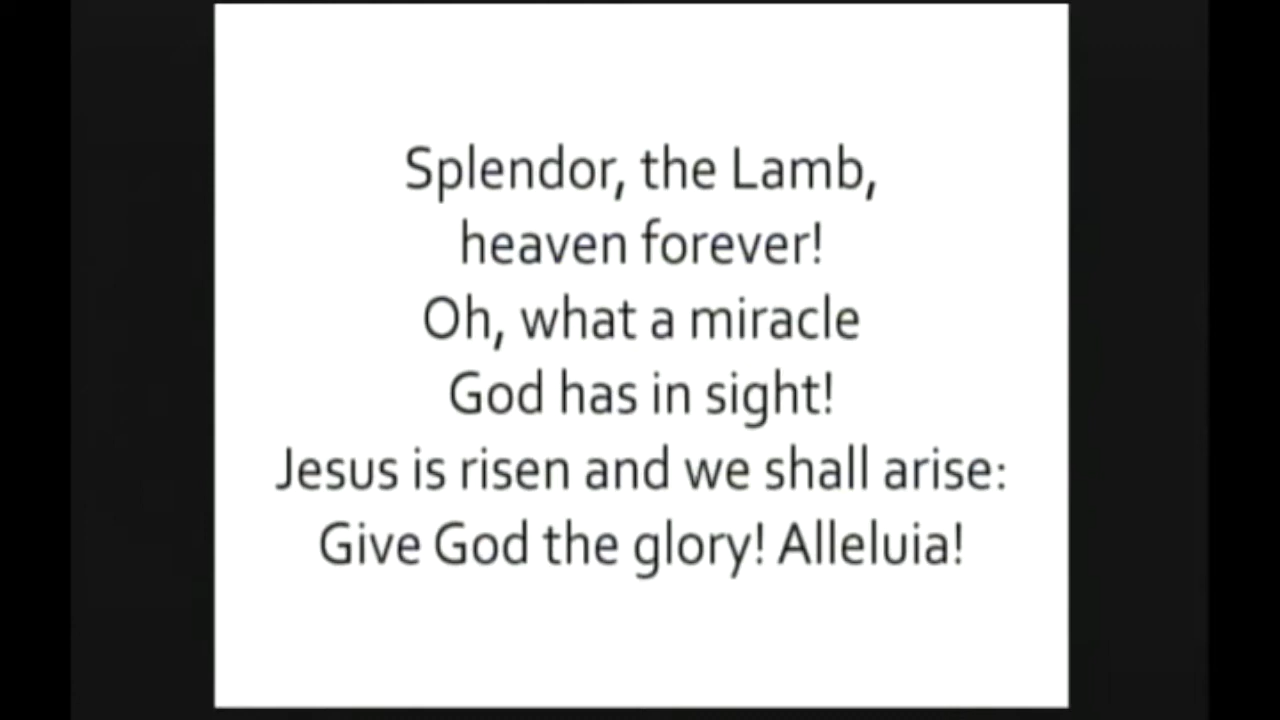 Splendor, the Lamb,
heaven forever!
Oh, what a miracle
God has in sight!
Jesus is risen and we shall arise:
Give God the glory! Alleluia!